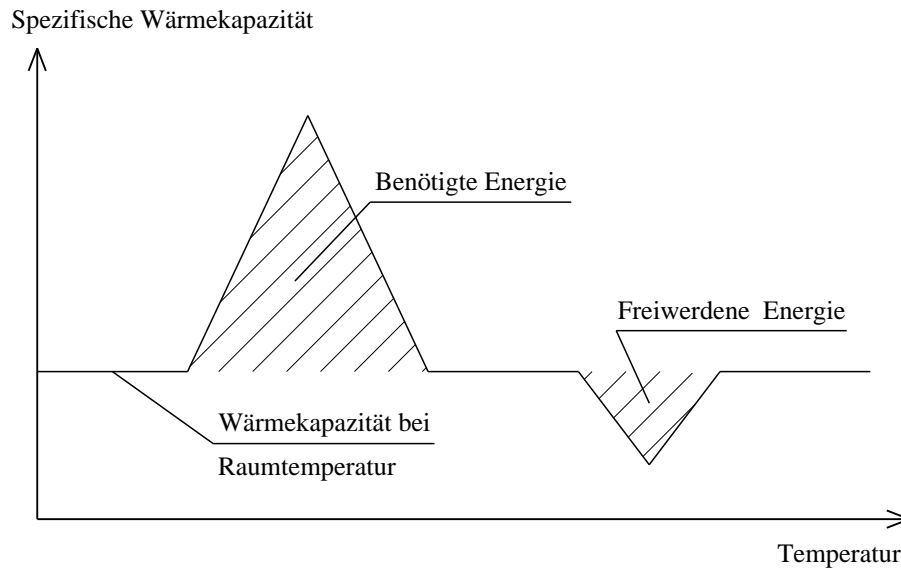 Spezifische Wärmekapazität
Benötigte Energie
Freiwerdene Energie
Wärmekapazität bei
Raumtemperatur
Temperatur